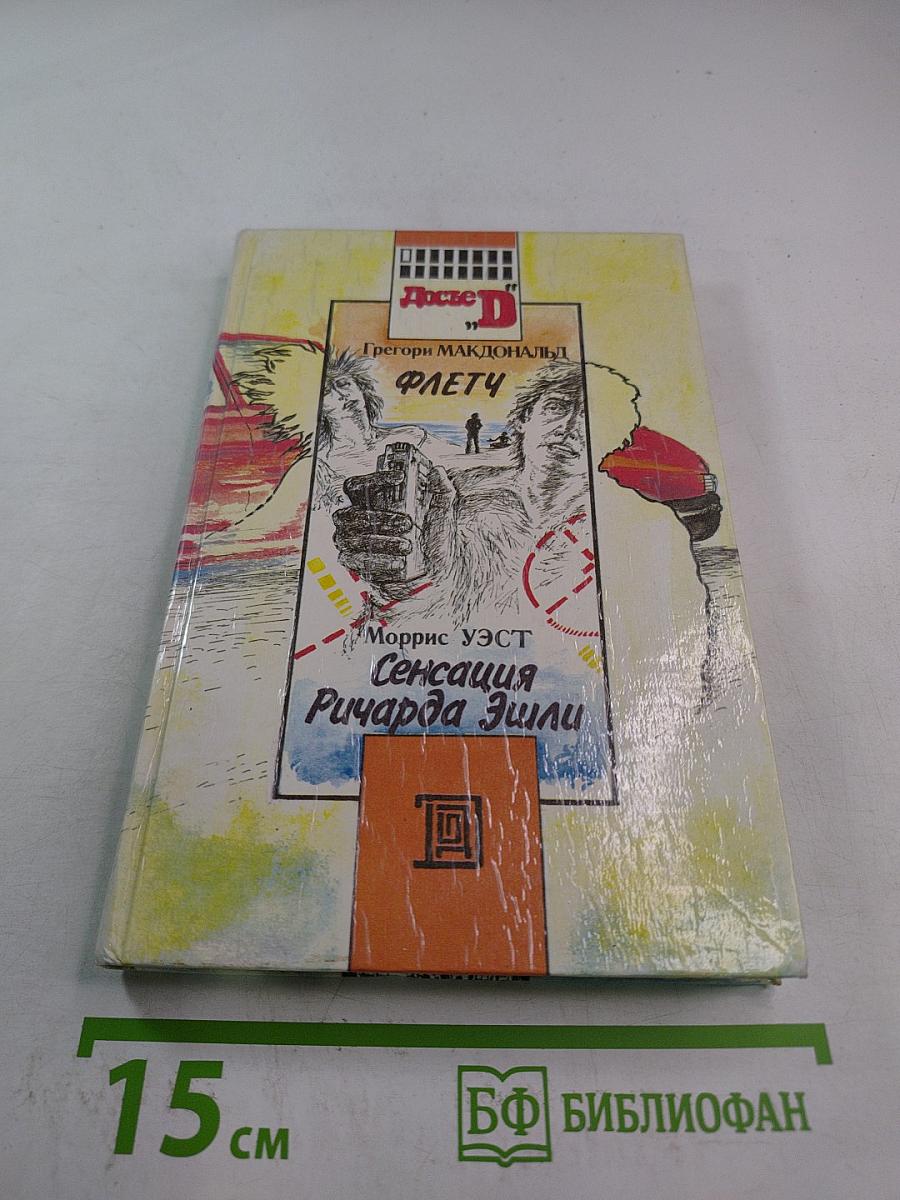 Досье „D“
Грегори МАКДОНАЛЬД
ФЛЕТЧ
Моррис УЭСТ
Сенсация
Ричарда Эшли
15 см
БФ БИБЛИОФАН